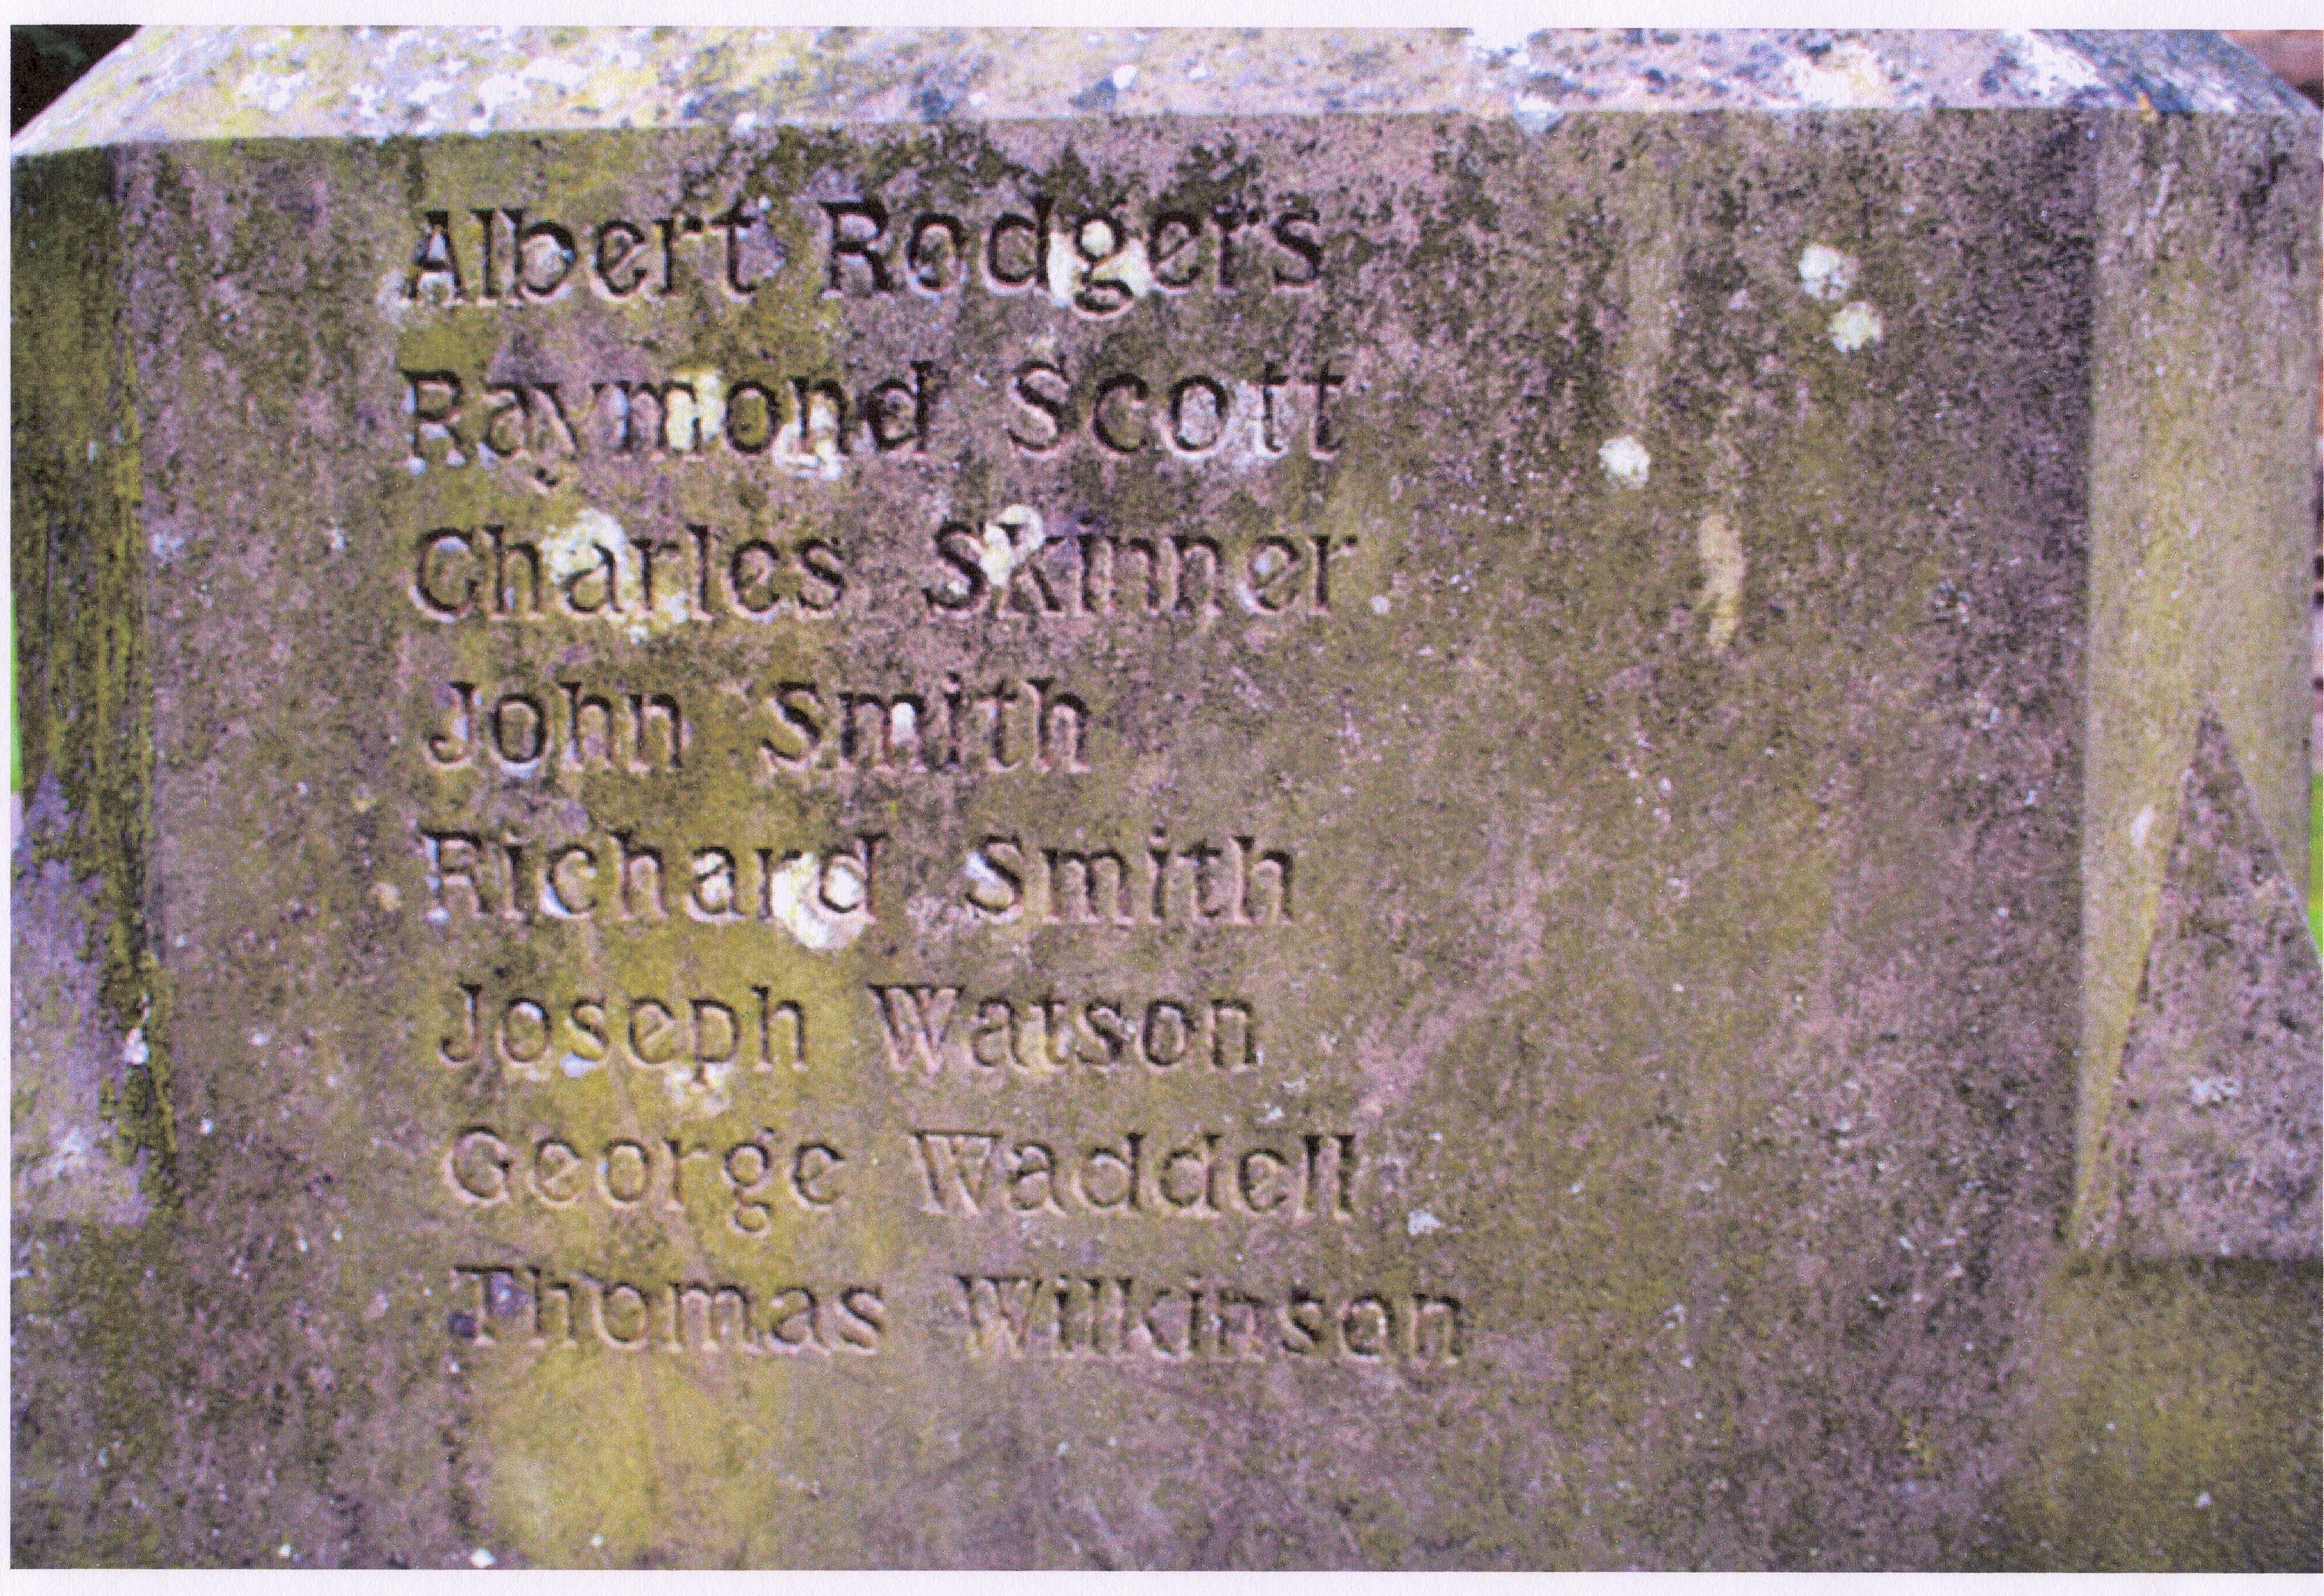 Albert Rodgers
Raymond Scott
Charles Skinner
John Smith
Richard Smith
Joseph Watson
George Waddell
Thomas Wilkinson